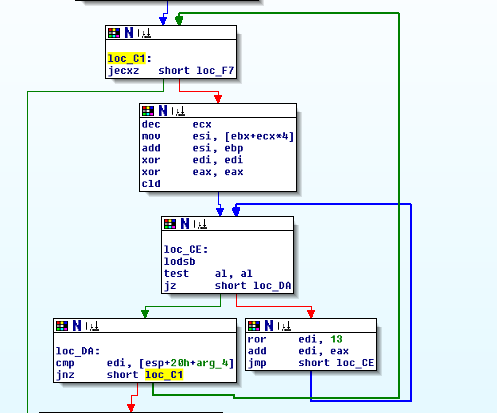 loc_C1:
jecxz short loc_F7
dec ecx
mov esi, [ebx+ecx*4]
add esi, ebp
xor edi, edi
xor eax, eax
cld
loc_CE:
lodsb
test al, al
jz short loc_DA
loc_DA:
cmp edi, [esp+20h+arg_4]
jnz short loc_C1
ror edi, 13
add edi, eax
jmp short loc_CE